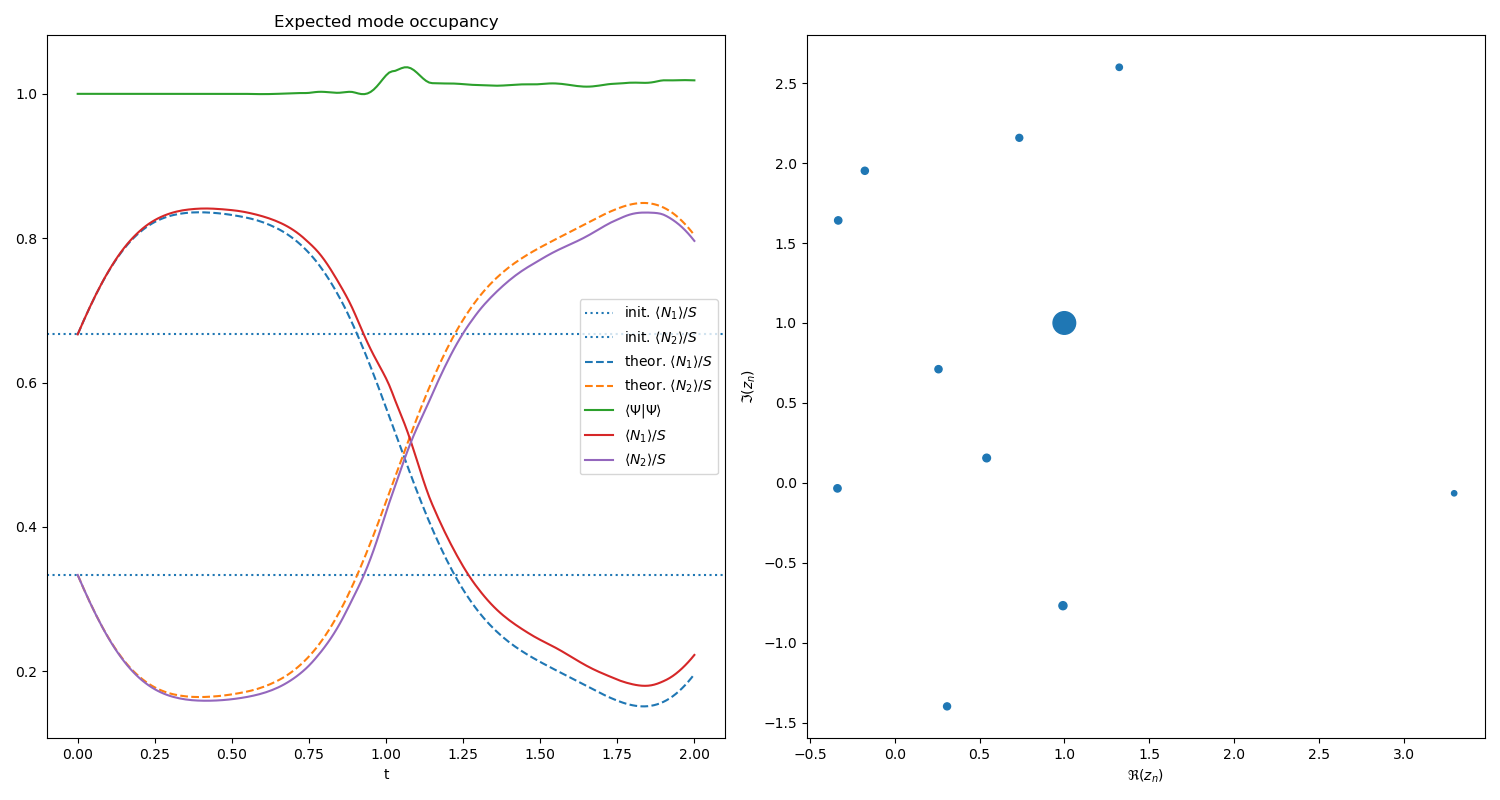 Expected mode occupancy
1.0
0.8
0.6
0.4
0.2
0.00 0.25 0.50 0.75 1.00 1.25 1.50 1.75 2.00
t
init. ⟨N₁⟩/S
init. ⟨N₂⟩/S
theor. ⟨N₁⟩/S
theor. ⟨N₂⟩/S
⟨Ψ|Ψ⟩
⟨N₁⟩/S
⟨N₂⟩/S
ℑ(zₙ)
2.5
2.0
1.5
1.0
0.5
0.0
−0.5
−1.0
−1.5
−0.5 0.0 0.5 1.0 1.5 2.0 2.5 3.0
ℜ(zₙ)